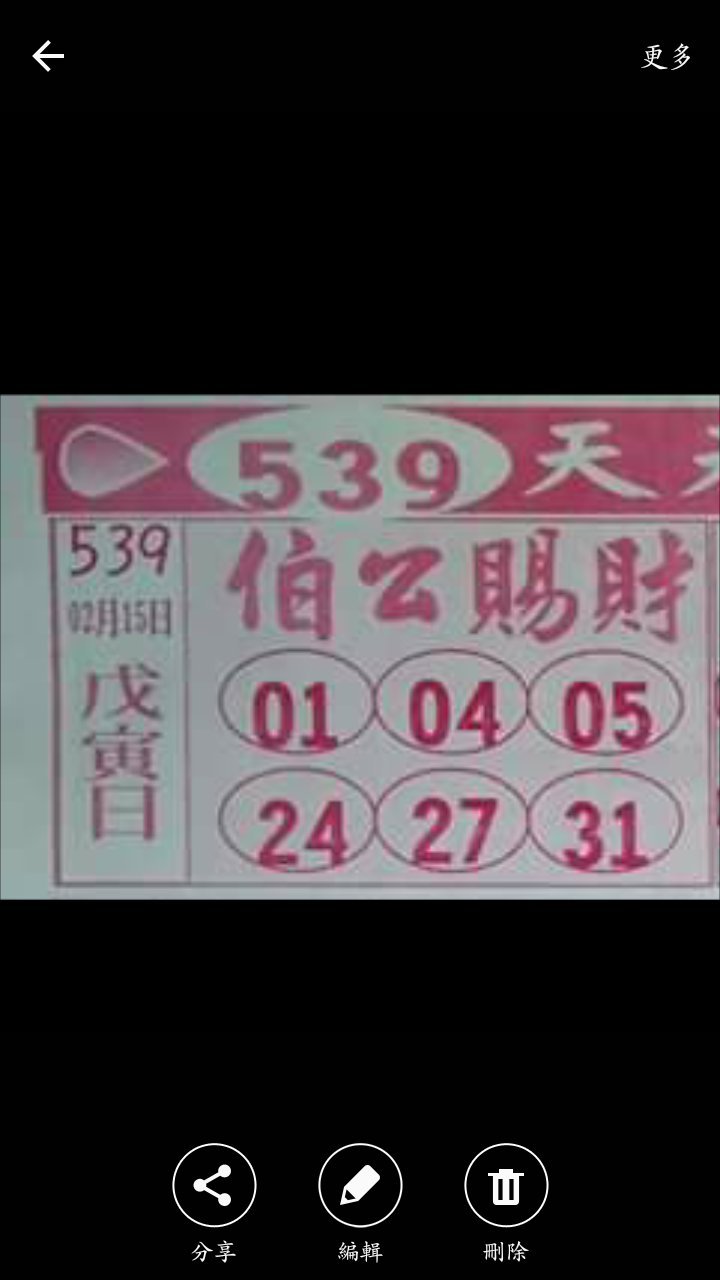 更多
539 天
539
02月15日
戊寅日
伯公賜財
01 04 05
24 27 31
分享 編輯 刪除